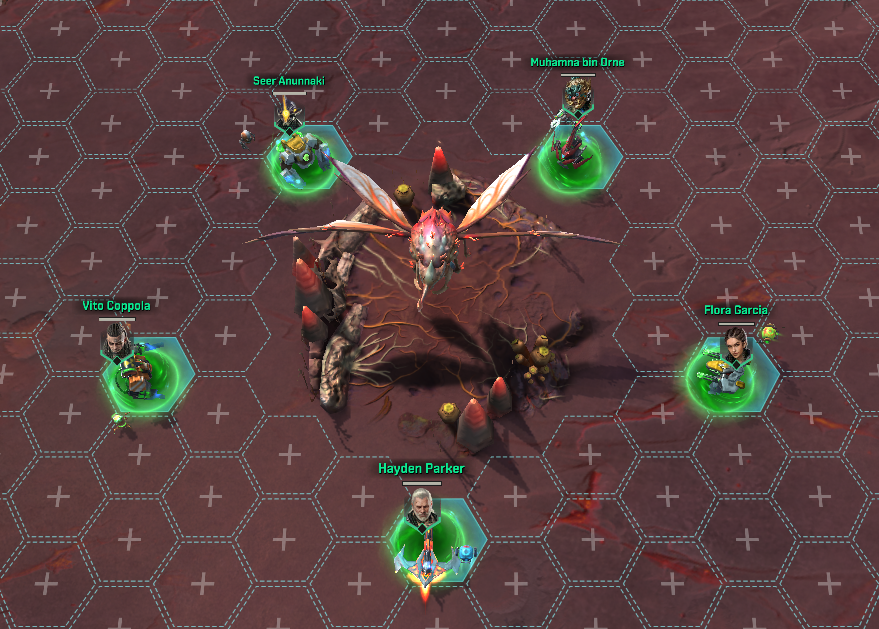 Muhamna bin Orne
Seer Anunnaki
Vito Coppola
Flora Garcia
Hayden Parker